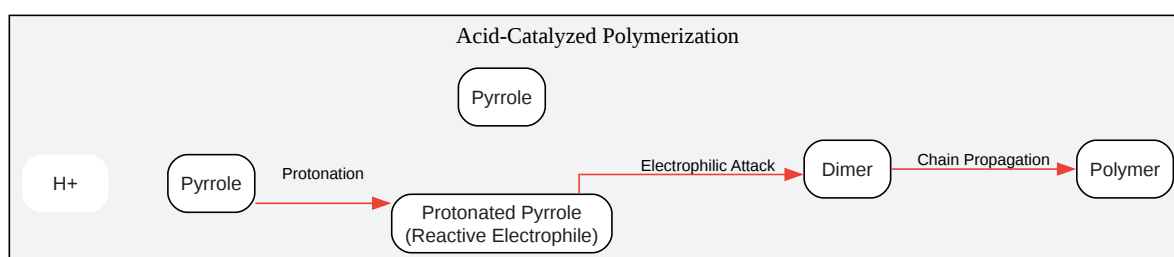 Acid-Catalyzed Polymerization
Pyrrole
H+
Pyrrole
Protonation
Protonated Pyrrole
(Reactive Electrophile)
Electrophilic Attack
Dimer
Chain Propagation
Polymer